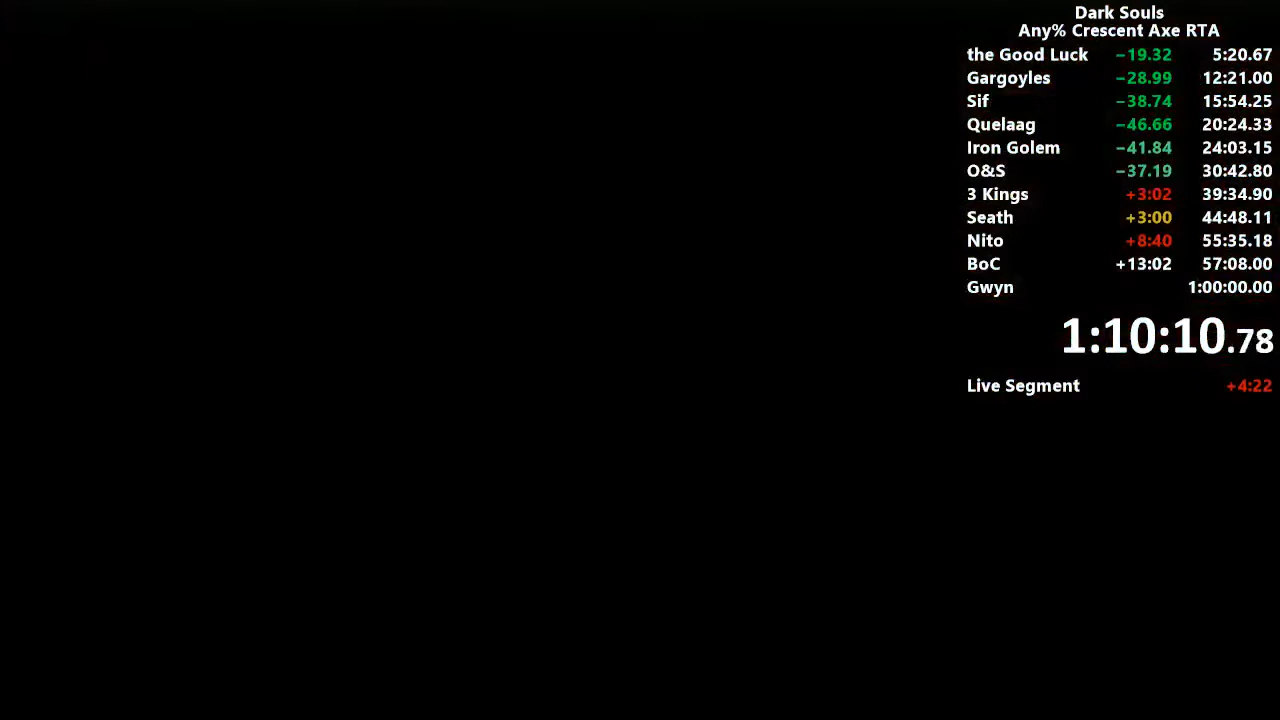 Dark Souls
Any% Crescent Axe RTA
the Good Luck −19.32 5:20.67
Gargoyles −28.99 12:21.00
Sif −38.74 15:54.25
Quelaag −46.66 20:24.33
Iron Golem −41.84 24:03.15
O&S −37.19 30:42.80
3 Kings +3:02 39:34.90
Seath +3:00 44:48.11
Nito +8:40 55:35.18
BoC +13:02 57:08.00
Gwyn 1:00:00.00
1:10:10.78
Live Segment +4:22